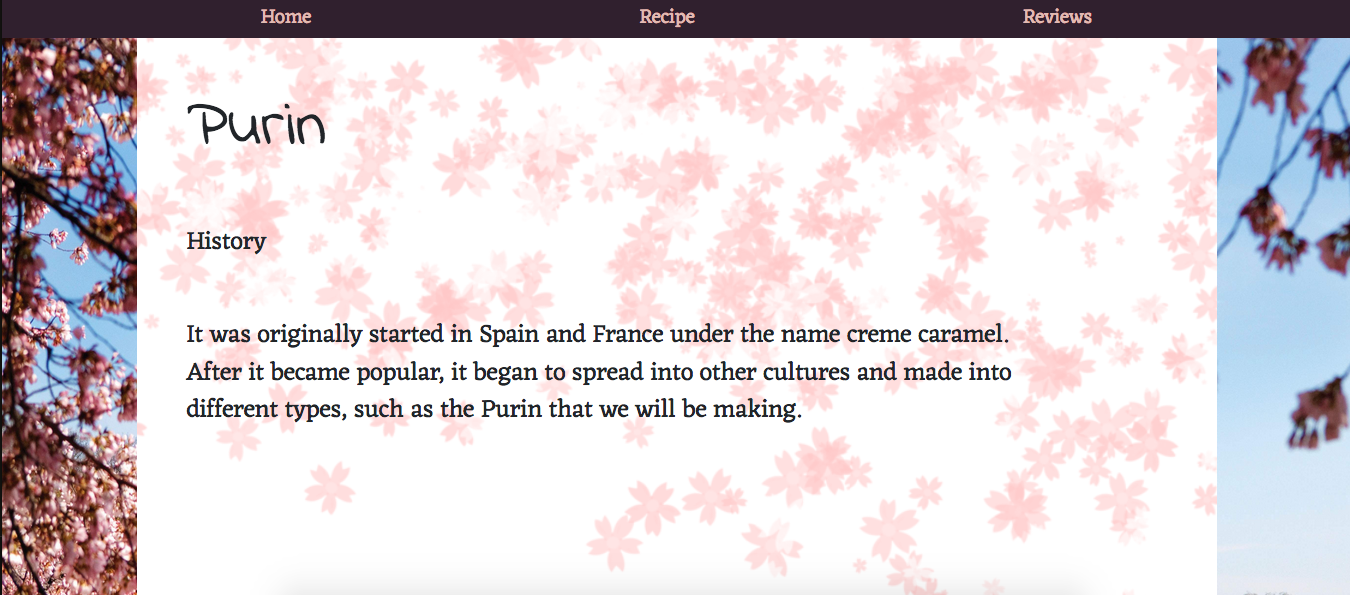 Home Recipe Reviews
Purin
History
It was originally started in Spain and France under the name creme caramel.
After it became popular, it began to spread into other cultures and made into
different types, such as the Purin that we will be making.